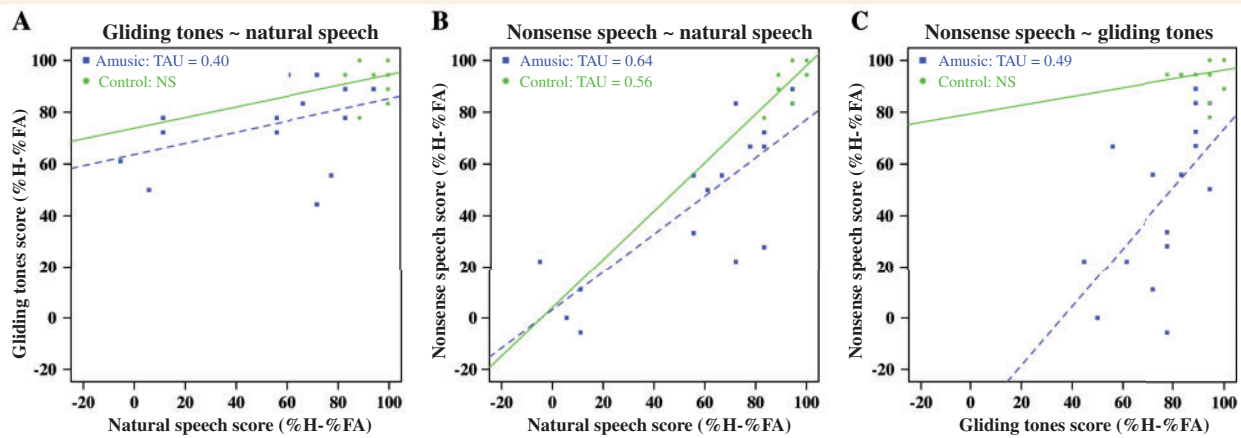 A
Gliding tones ~ natural speech
Amusic: TAU = 0.40
Control: NS
Gliding tones score (%H-%FA)
100
80
60
40
20
0
-20
-20 0 20 40 60 80 100
Natural speech score (%H-%FA)
B
Nonsense speech ~ natural speech
Amusic: TAU = 0.64
Control: TAU = 0.56
Nonsense speech score (%H-%FA)
100
80
60
40
20
0
-20
-20 0 20 40 60 80 100
Natural speech score (%H-%FA)
C
Nonsense speech ~ gliding tones
Amusic: TAU = 0.49
Control: NS
Nonsense speech score (%H-%FA)
100
80
60
40
20
0
-20
-20 0 20 40 60 80 100
Gliding tones score (%H-%FA)